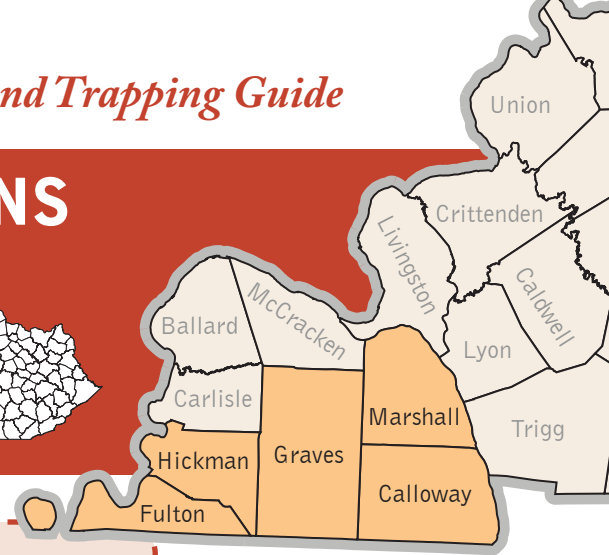 nd Trapping Guide
NS
Union
Crittenden
Livingston
Caldwell
McCracken
Ballard
Lyon
Carlisle
Marshall
Trigg
Graves
Hickman
Calloway
Fulton